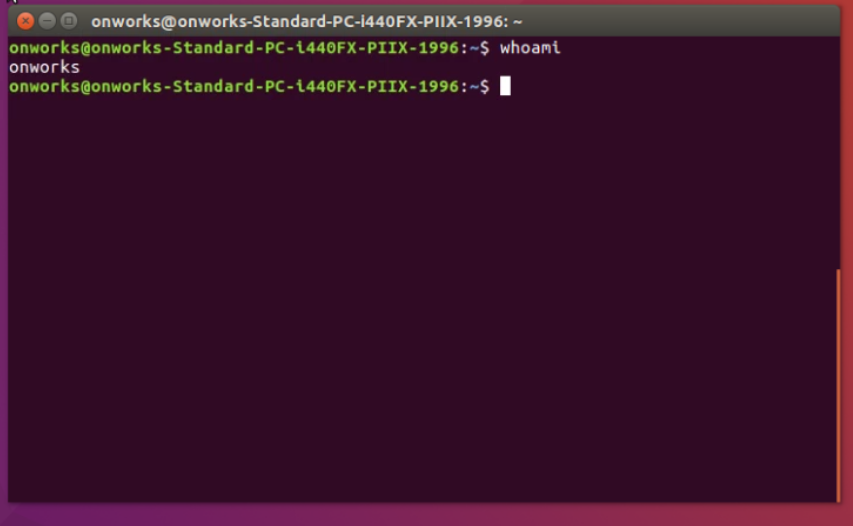 onworks@onworks-Standard-PC-i440FX-PIIX-1996: ~
onworks@onworks-Standard-PC-i440FX-PIIX-1996:~$ whoami
onworks
onworks@onworks-Standard-PC-i440FX-PIIX-1996:~$